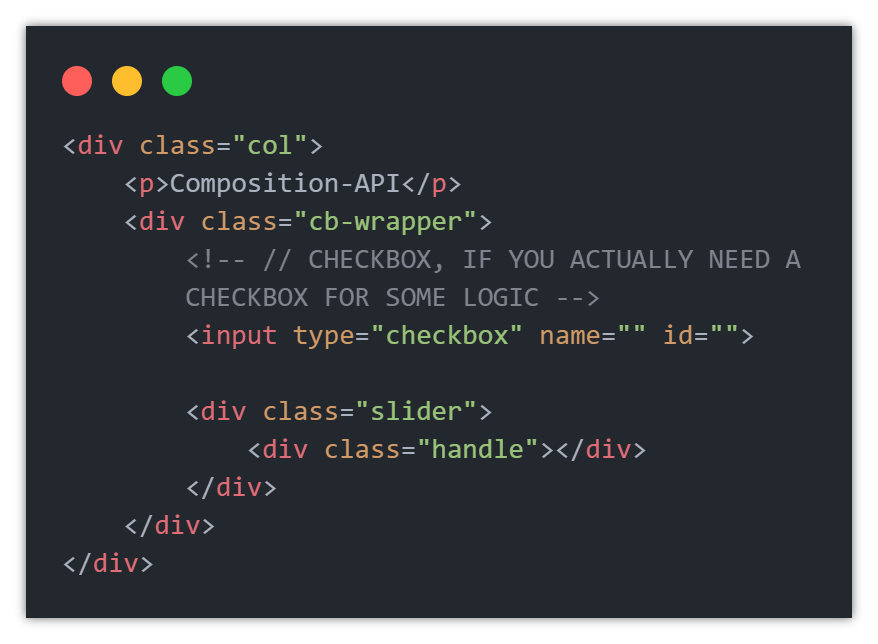 <div class="col">
    <p>Composition-API</p>
    <div class="cb-wrapper">
        <!-- // CHECKBOX, IF YOU ACTUALLY NEED A
        CHECKBOX FOR SOME LOGIC -->
        <input type="checkbox" name="" id="">

        <div class="slider">
            <div class="handle"></div>
        </div>
    </div>
</div>